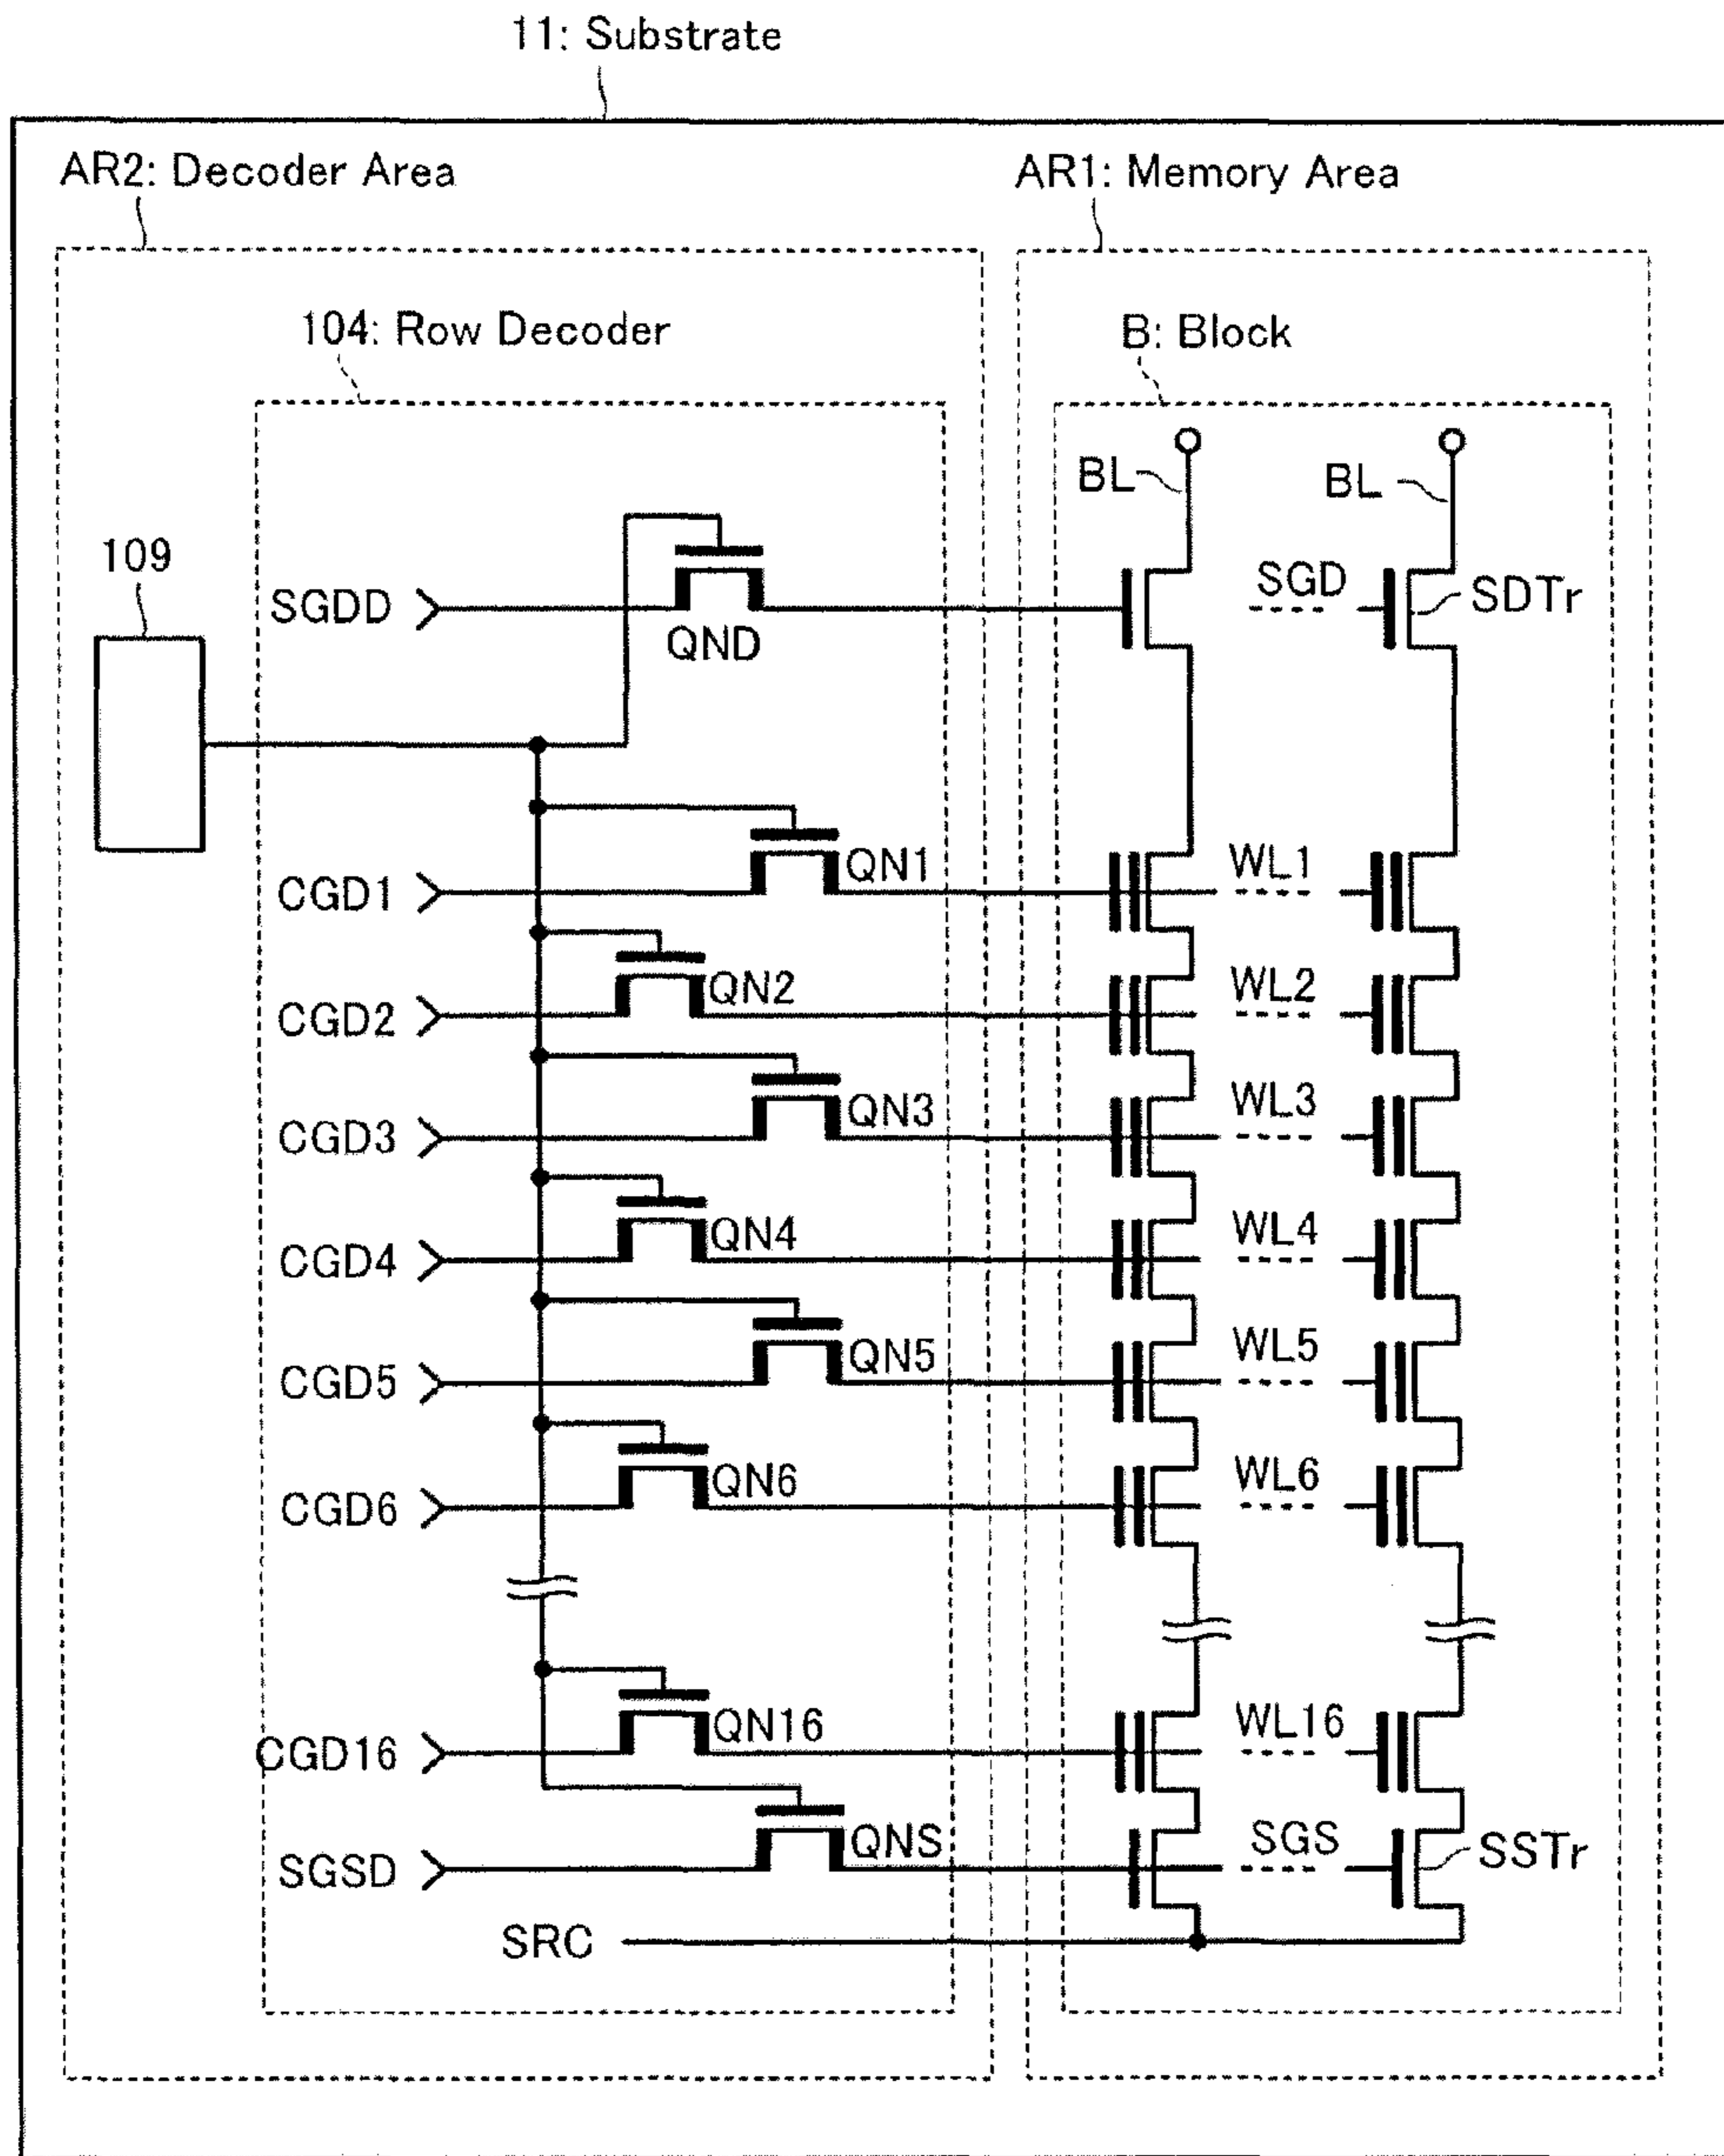 11: Substrate
AR2: Decoder Area
AR1: Memory Area
104: Row Decoder
B: Block
BL
BL
109
SGDD
QND
SGD
SDTr
CGD1
QN1
WL1
CGD2
QN2
WL2
CGD3
QN3
WL3
CGD4
QN4
WL4
CGD5
QN5
WL5
CGD6
QN6
WL6
CGD16
QN16
WL16
SGSD
QNS
SGS
SSTr
SRC